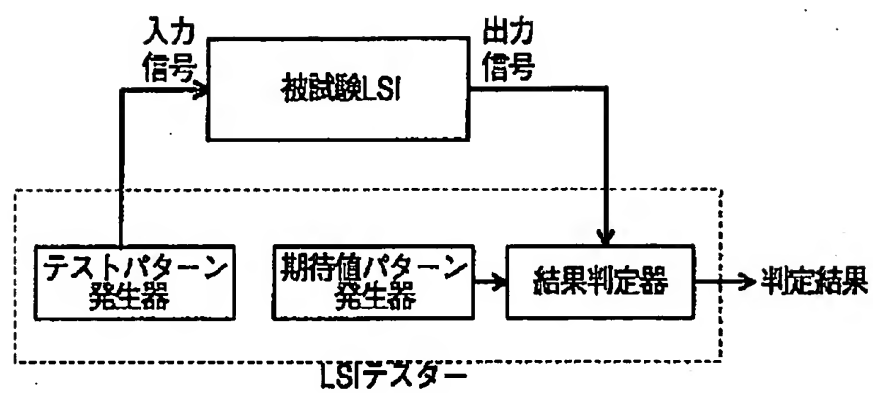 入力
信号
被試験LSI
出力
信号
テストパターン
発生器
期待値パターン
発生器
結果判定器
判定結果
LSIテスター